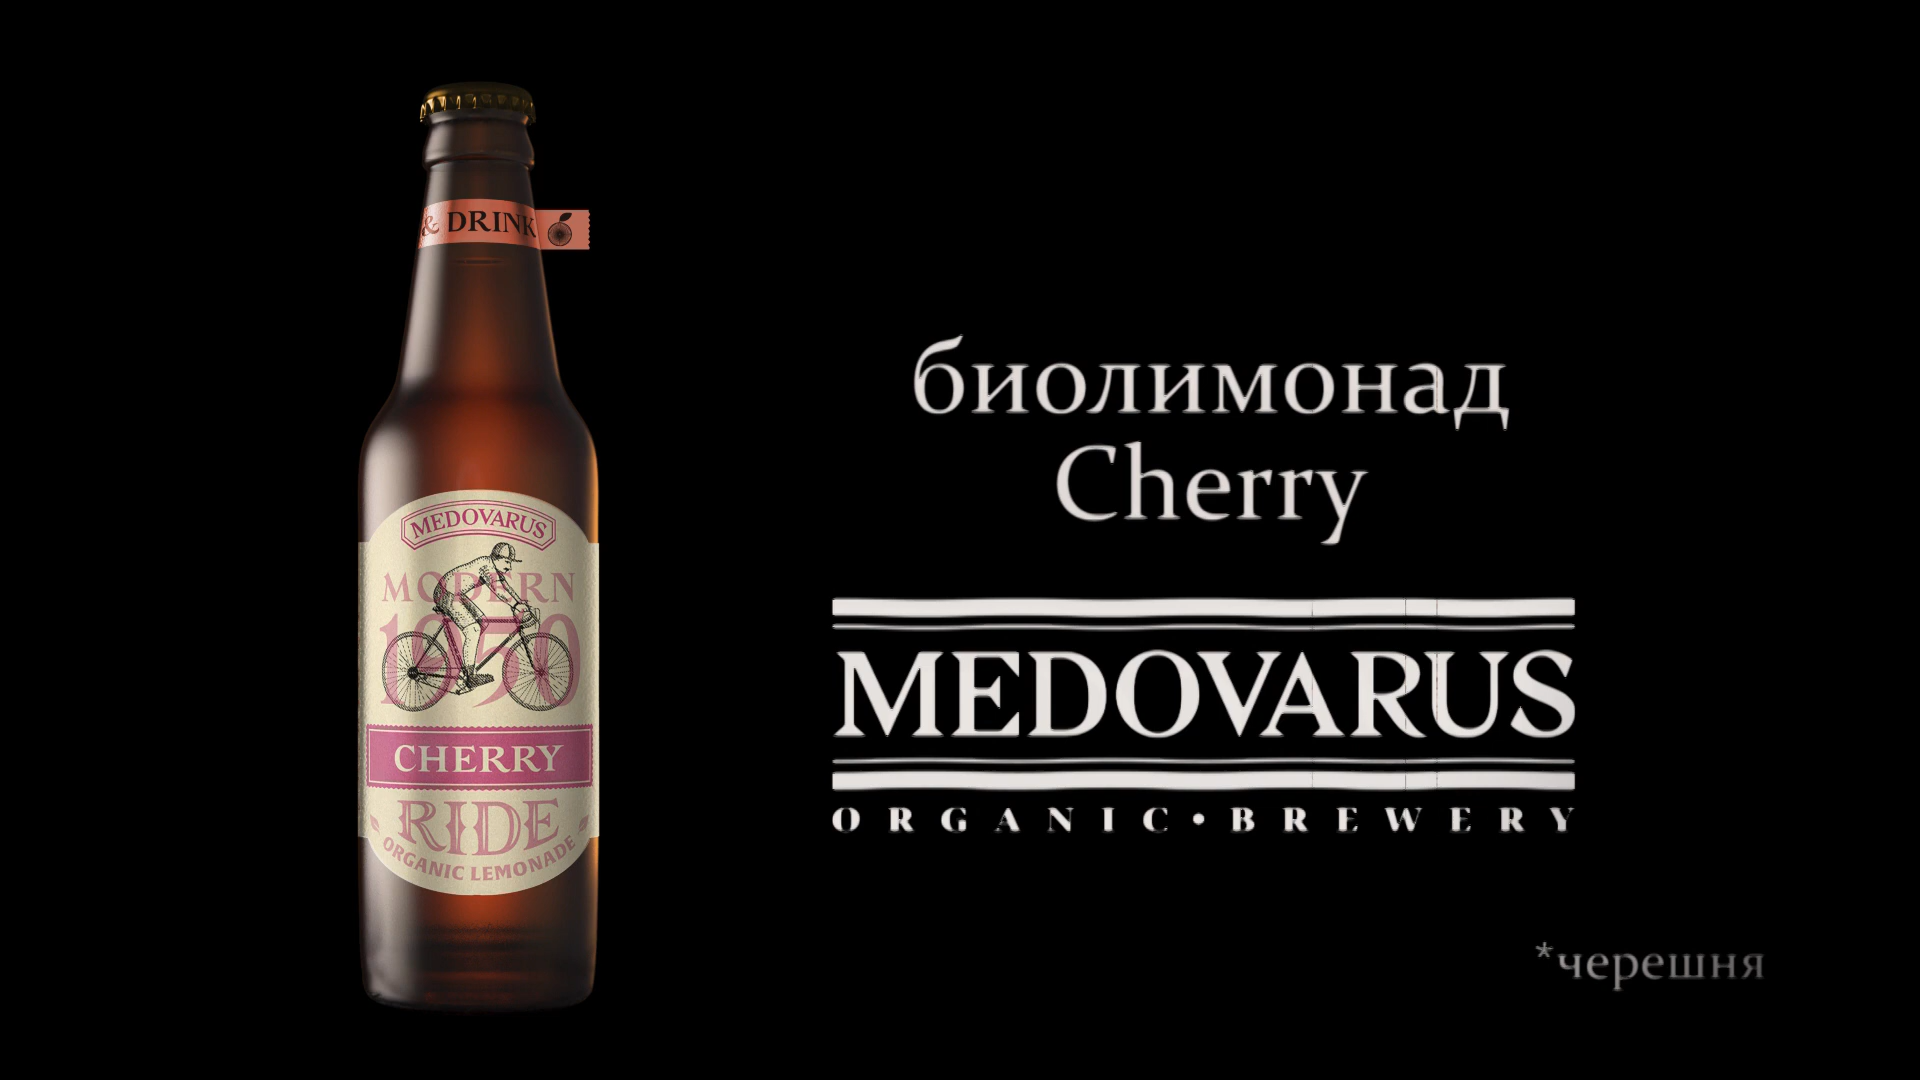 & DRINK
MEDOVARUS
MODERN
1950
CHERRY
RIDE
ORGANIC LEMONADE
биолимонад
Cherry
MEDOVARUS
ORGANIC•BREWERY
*черешня